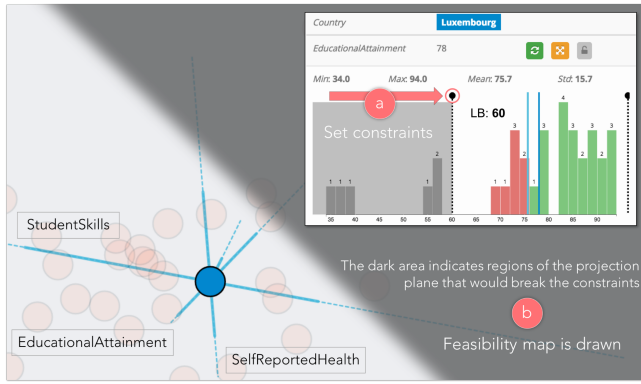 Country Luxembourg
EducationalAttainment 78
Min: 34.0 Max: 94.0 Mean: 75.7 Std: 15.7
a
LB: 60
Set constraints
1 1 1 1 2 1 1 3 2 1 3 4 3 2 3 2 3
35 40 45 50 55 60 65 70 75 80 85 90
StudentSkills
EducationalAttainment
SelfReportedHealth
The dark area indicates regions of the projection
plane that would break the constraints
b
Feasibility map is drawn